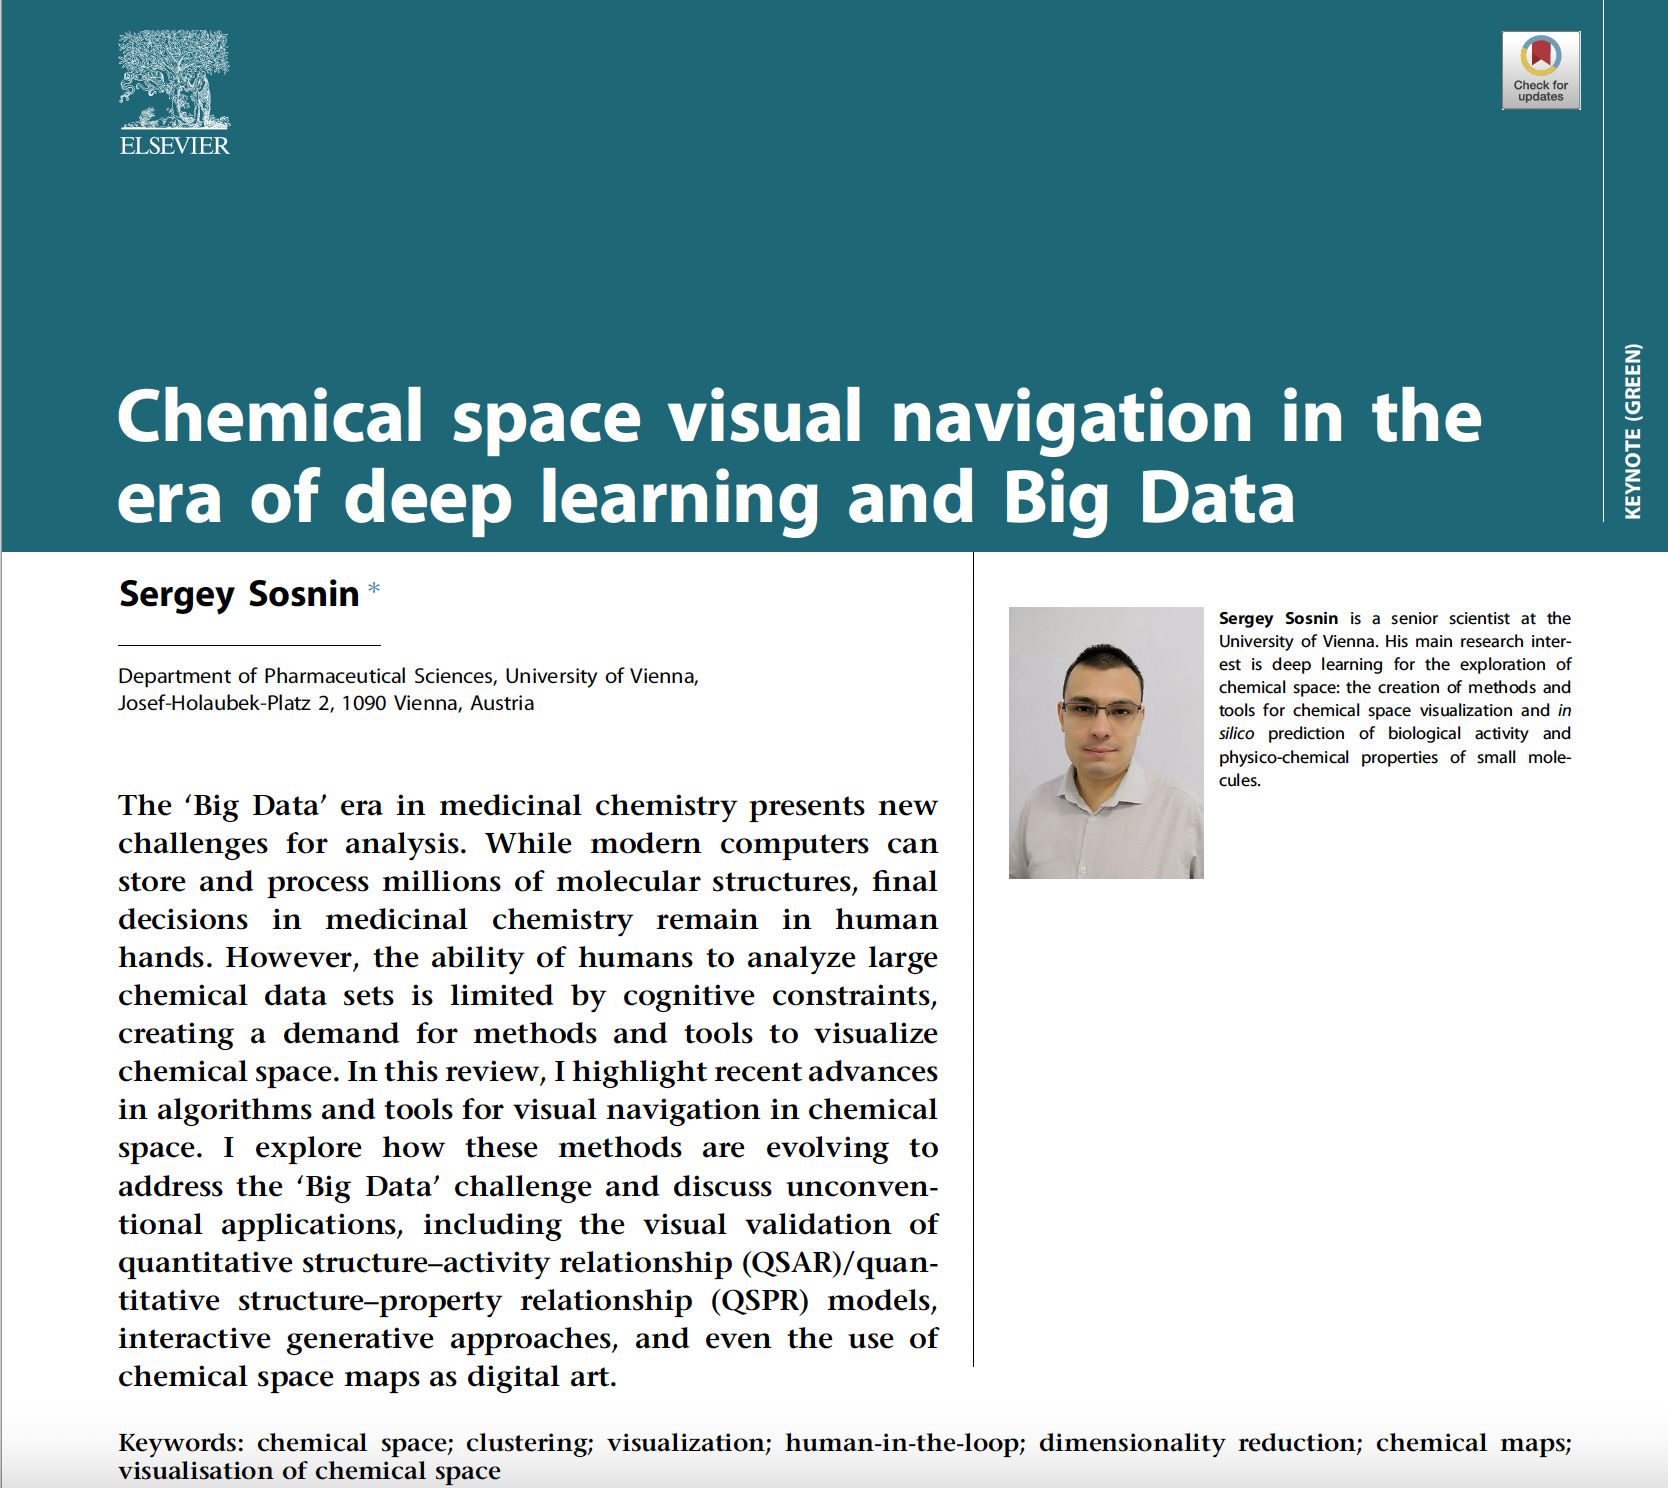 ELSEVIER
Check for
updates
KEYNOTE (GREEN)
Chemical space visual navigation in the
era of deep learning and Big Data
Sergey Sosnin *
Department of Pharmaceutical Sciences, University of Vienna,
Josef-Holaubek-Platz 2, 1090 Vienna, Austria
The ‘Big Data’ era in medicinal chemistry presents new
challenges for analysis. While modern computers can
store and process millions of molecular structures, final
decisions in medicinal chemistry remain in human
hands. However, the ability of humans to analyze large
chemical data sets is limited by cognitive constraints,
creating a demand for methods and tools to visualize
chemical space. In this review, I highlight recent advances
in algorithms and tools for visual navigation in chemical
space. I explore how these methods are evolving to
address the ‘Big Data’ challenge and discuss unconven-
tional applications, including the visual validation of
quantitative structure–activity relationship (QSAR)/quan-
titative structure–property relationship (QSPR) models,
interactive generative approaches, and even the use of
chemical space maps as digital art.
Sergey Sosnin is a senior scientist at the
University of Vienna. His main research inter-
est is deep learning for the exploration of
chemical space: the creation of methods and
tools for chemical space visualization and in
silico prediction of biological activity and
physico-chemical properties of small mole-
cules.
Keywords: chemical space; clustering; visualization; human-in-the-loop; dimensionality reduction; chemical maps;
visualisation of chemical space